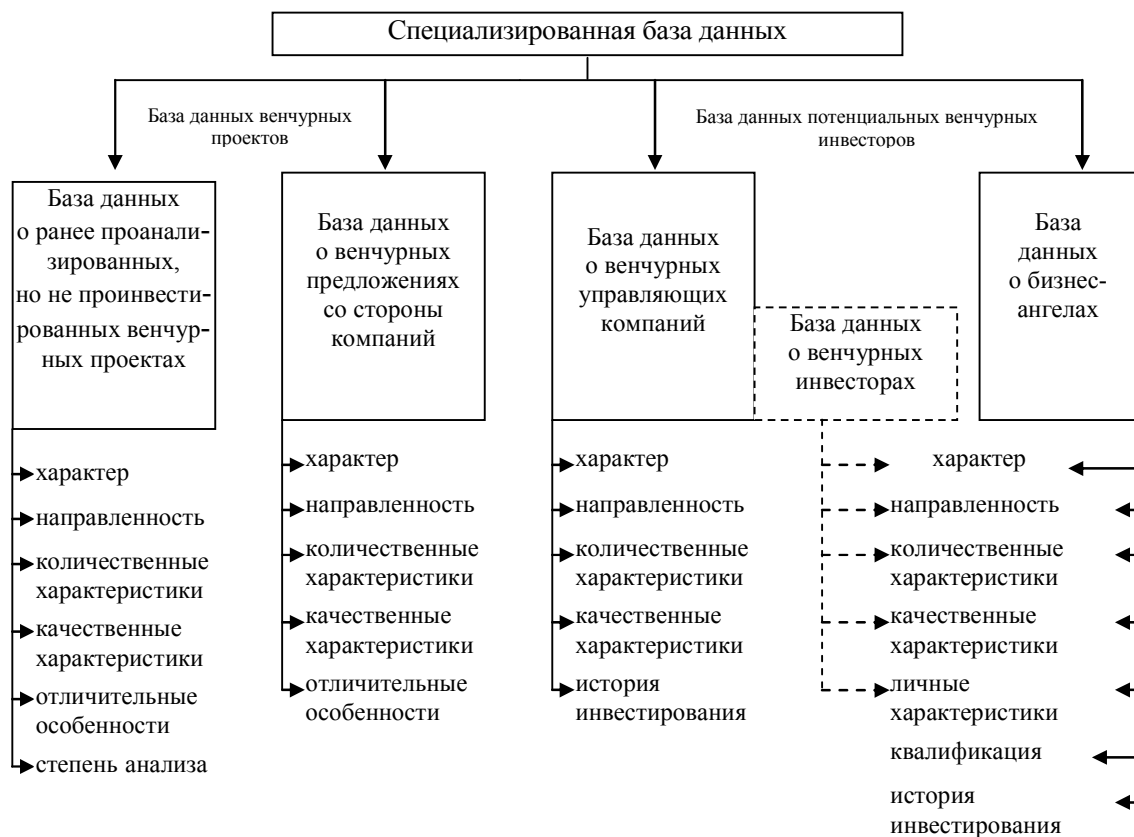 Специализированная база данных
База данных венчурных
проектов
База данных потенциальных венчурных
инвесторов
База данных
о ранее проанали-
зированных,
но не проинвести-
рованных венчур-
ных проектах
База данных
о венчурных
предложениях
со стороны
компаний
База данных
о венчурных
управляющих
компаний
База данных
о венчурных
инвесторах
База
данных
о бизнес-
ангелах
характер
направленность
количественные
характеристики
качественные
характеристики
отличительные
особенности
степень анализа
характер
направленность
количественные
характеристики
качественные
характеристики
отличительные
особенности
характер
направленность
количественные
характеристики
качественные
характеристики
история
инвестирования
характер
направленность
количественные
характеристики
качественные
характеристики
личные
характеристики
квалификация
история
инвестирования